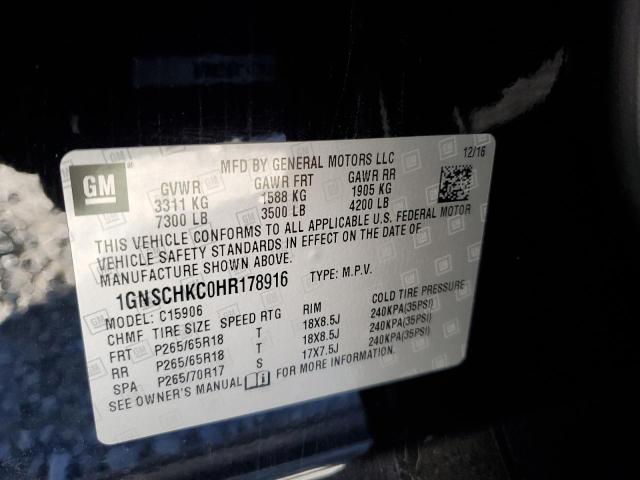 MFD BY GENERAL MOTORS LLC
12/16
GM
GVWR GAWR FRT GAWR RR
3311 KG 1588 KG 1905 KG
7300 LB 3500 LB 4200 LB
THIS VEHICLE CONFORMS TO ALL APPLICABLE U.S. FEDERAL MOTOR
VEHICLE SAFETY STANDARDS IN EFFECT ON THE DATE OF
MANUFACTURE SHOWN ABOVE.
1GNSCHKC0HR178916 TYPE: M.P.V.
MODEL: C15906
CHMF TIRE SIZE SPEED RTG RIM COLD TIRE PRESSURE
FRT P265/65R18 T 18X8.5J 240KPA(35PSI)
RR P265/65R18 T 18X8.5J 240KPA(35PSI)
SPA P265/70R17 S 17X7.5J 240KPA(35PSI)
SEE OWNER'S MANUAL FOR MORE INFORMATION.